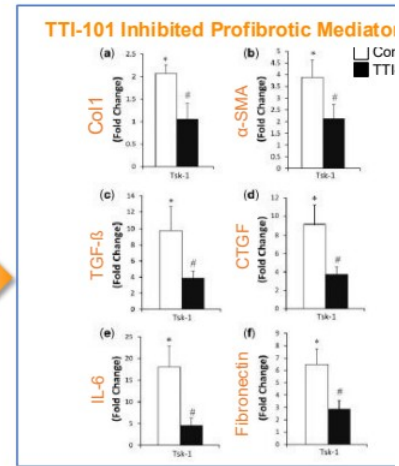 TTI-101 Inhibited Profibrotic Mediator
(a)
Col1
(Fold Change)
2.5
2
1.5
1
0.5
0
*
#
Tsk-1
(b)
α-SMA
(Fold Change)
5
4.5
4
3.5
3
2.5
2
1.5
1
0.5
0
*
#
Tsk-1
Con
TTI
(c)
TGF-ß
(Fold Change)
14
12
10
8
6
4
2
0
*
#
Tsk-1
(d)
CTGF
(Fold Change)
12
10
8
6
4
2
0
*
#
Tsk-1
(e)
IL-6
(Fold Change)
25
20
15
10
5
0
*
#
Tsk-1
(f)
Fibronectin
(Fold Change)
9
8
7
6
5
4
3
2
1
0
*
#
Tsk-1